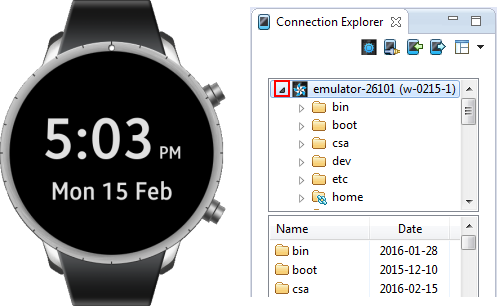 5:03 PM
Mon 15 Feb
Connection Explorer
emulator-26101 (w-0215-1)
bin
boot
csa
dev
etc
home
Name Date
bin 2016-01-28
boot 2015-12-10
csa 2016-02-15